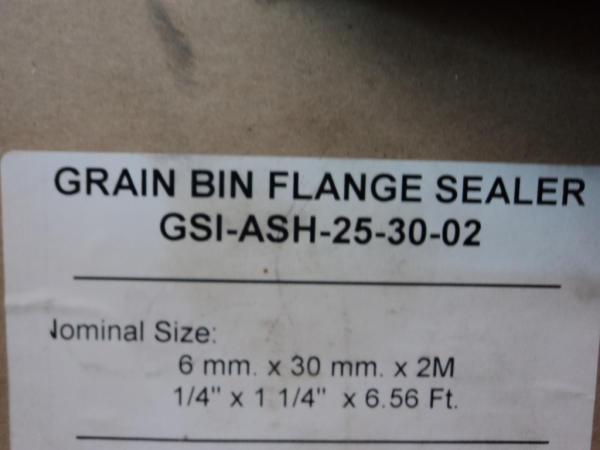 GRAIN BIN FLANGE SEALER
GSI-ASH-25-30-02
Nominal Size:
6 mm. x 30 mm. x 2M
1/4" x 1 1/4" x 6.56 Ft.